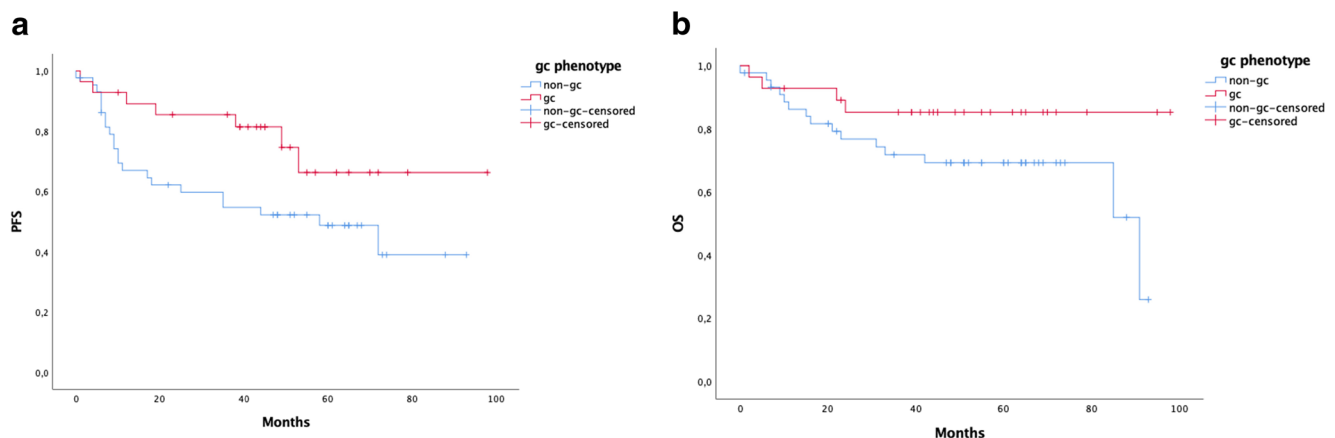 a
gc phenotype
non-gc
gc
non-gc-censored
gc-censored
1,0
0,8
0,6
0,4
0,2
0,0
PFS
0 20 40 60 80 100
Months
b
gc phenotype
non-gc
gc
non-gc-censored
gc-censored
1,0
0,8
0,6
0,4
0,2
0,0
OS
0 20 40 60 80 100
Months